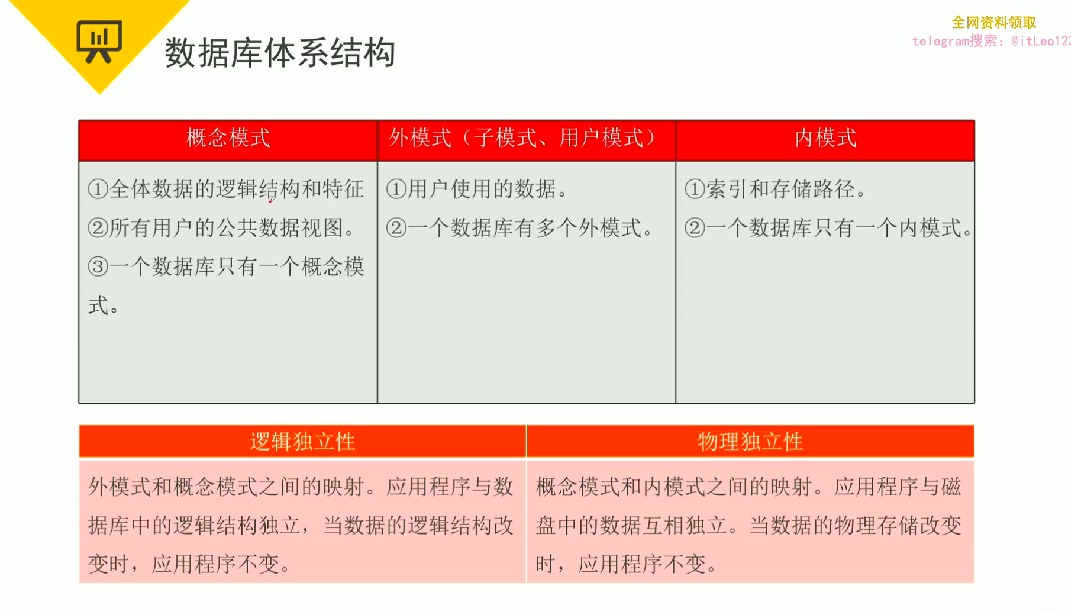 全网资料领取
telegram搜索：@itLeo123
数据库体系结构
概念模式
外模式（子模式、用户模式）
内模式
①全体数据的逻辑结构和特征
②所有用户的公共数据视图。
③一个数据库只有一个概念模
式。
①用户使用的数据。
②一个数据库有多个外模式。
①索引和存储路径。
②一个数据库只有一个内模式。
逻辑独立性
物理独立性
外模式和概念模式之间的映射。应用程序与数
据库中的逻辑结构独立，当数据的逻辑结构改
变时，应用程序不变。
概念模式和内模式之间的映射。应用程序与磁
盘中的数据互相独立。当数据的物理存储改变
时，应用程序不变。